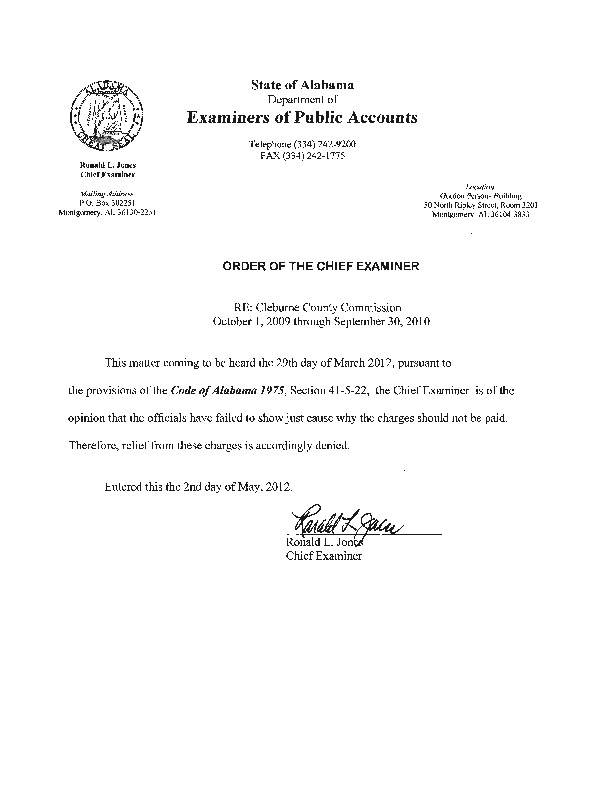 State of Alabama
Department of
Examiners of Public Accounts
Telephone (334) 242-9200
FAX (334) 242-1775
ALABAMA
GREAT SEAL
Ronald L. Jones
Chief Examiner
Mailing Address
P.O. Box 302251
Montgomery, AL 36130-2251
Location
Gordon Persons Building
50 North Ripley Street, Room 3201
Montgomery, AL 36104-3833
ORDER OF THE CHIEF EXAMINER
RE: Cleburne County Commission
October 1, 2009 through September 30, 2010
This matter coming to be heard the 29th day of March 2012, pursuant to
the provisions of the Code of Alabama 1975, Section 41-5-22, the Chief Examiner is of the
opinion that the officials have failed to show just cause why the charges should not be paid.
Therefore, relief from these charges is accordingly denied.
Entered this the 2nd day of May, 2012.
Ronald L. Jones
Ronald L. Jones
Chief Examiner